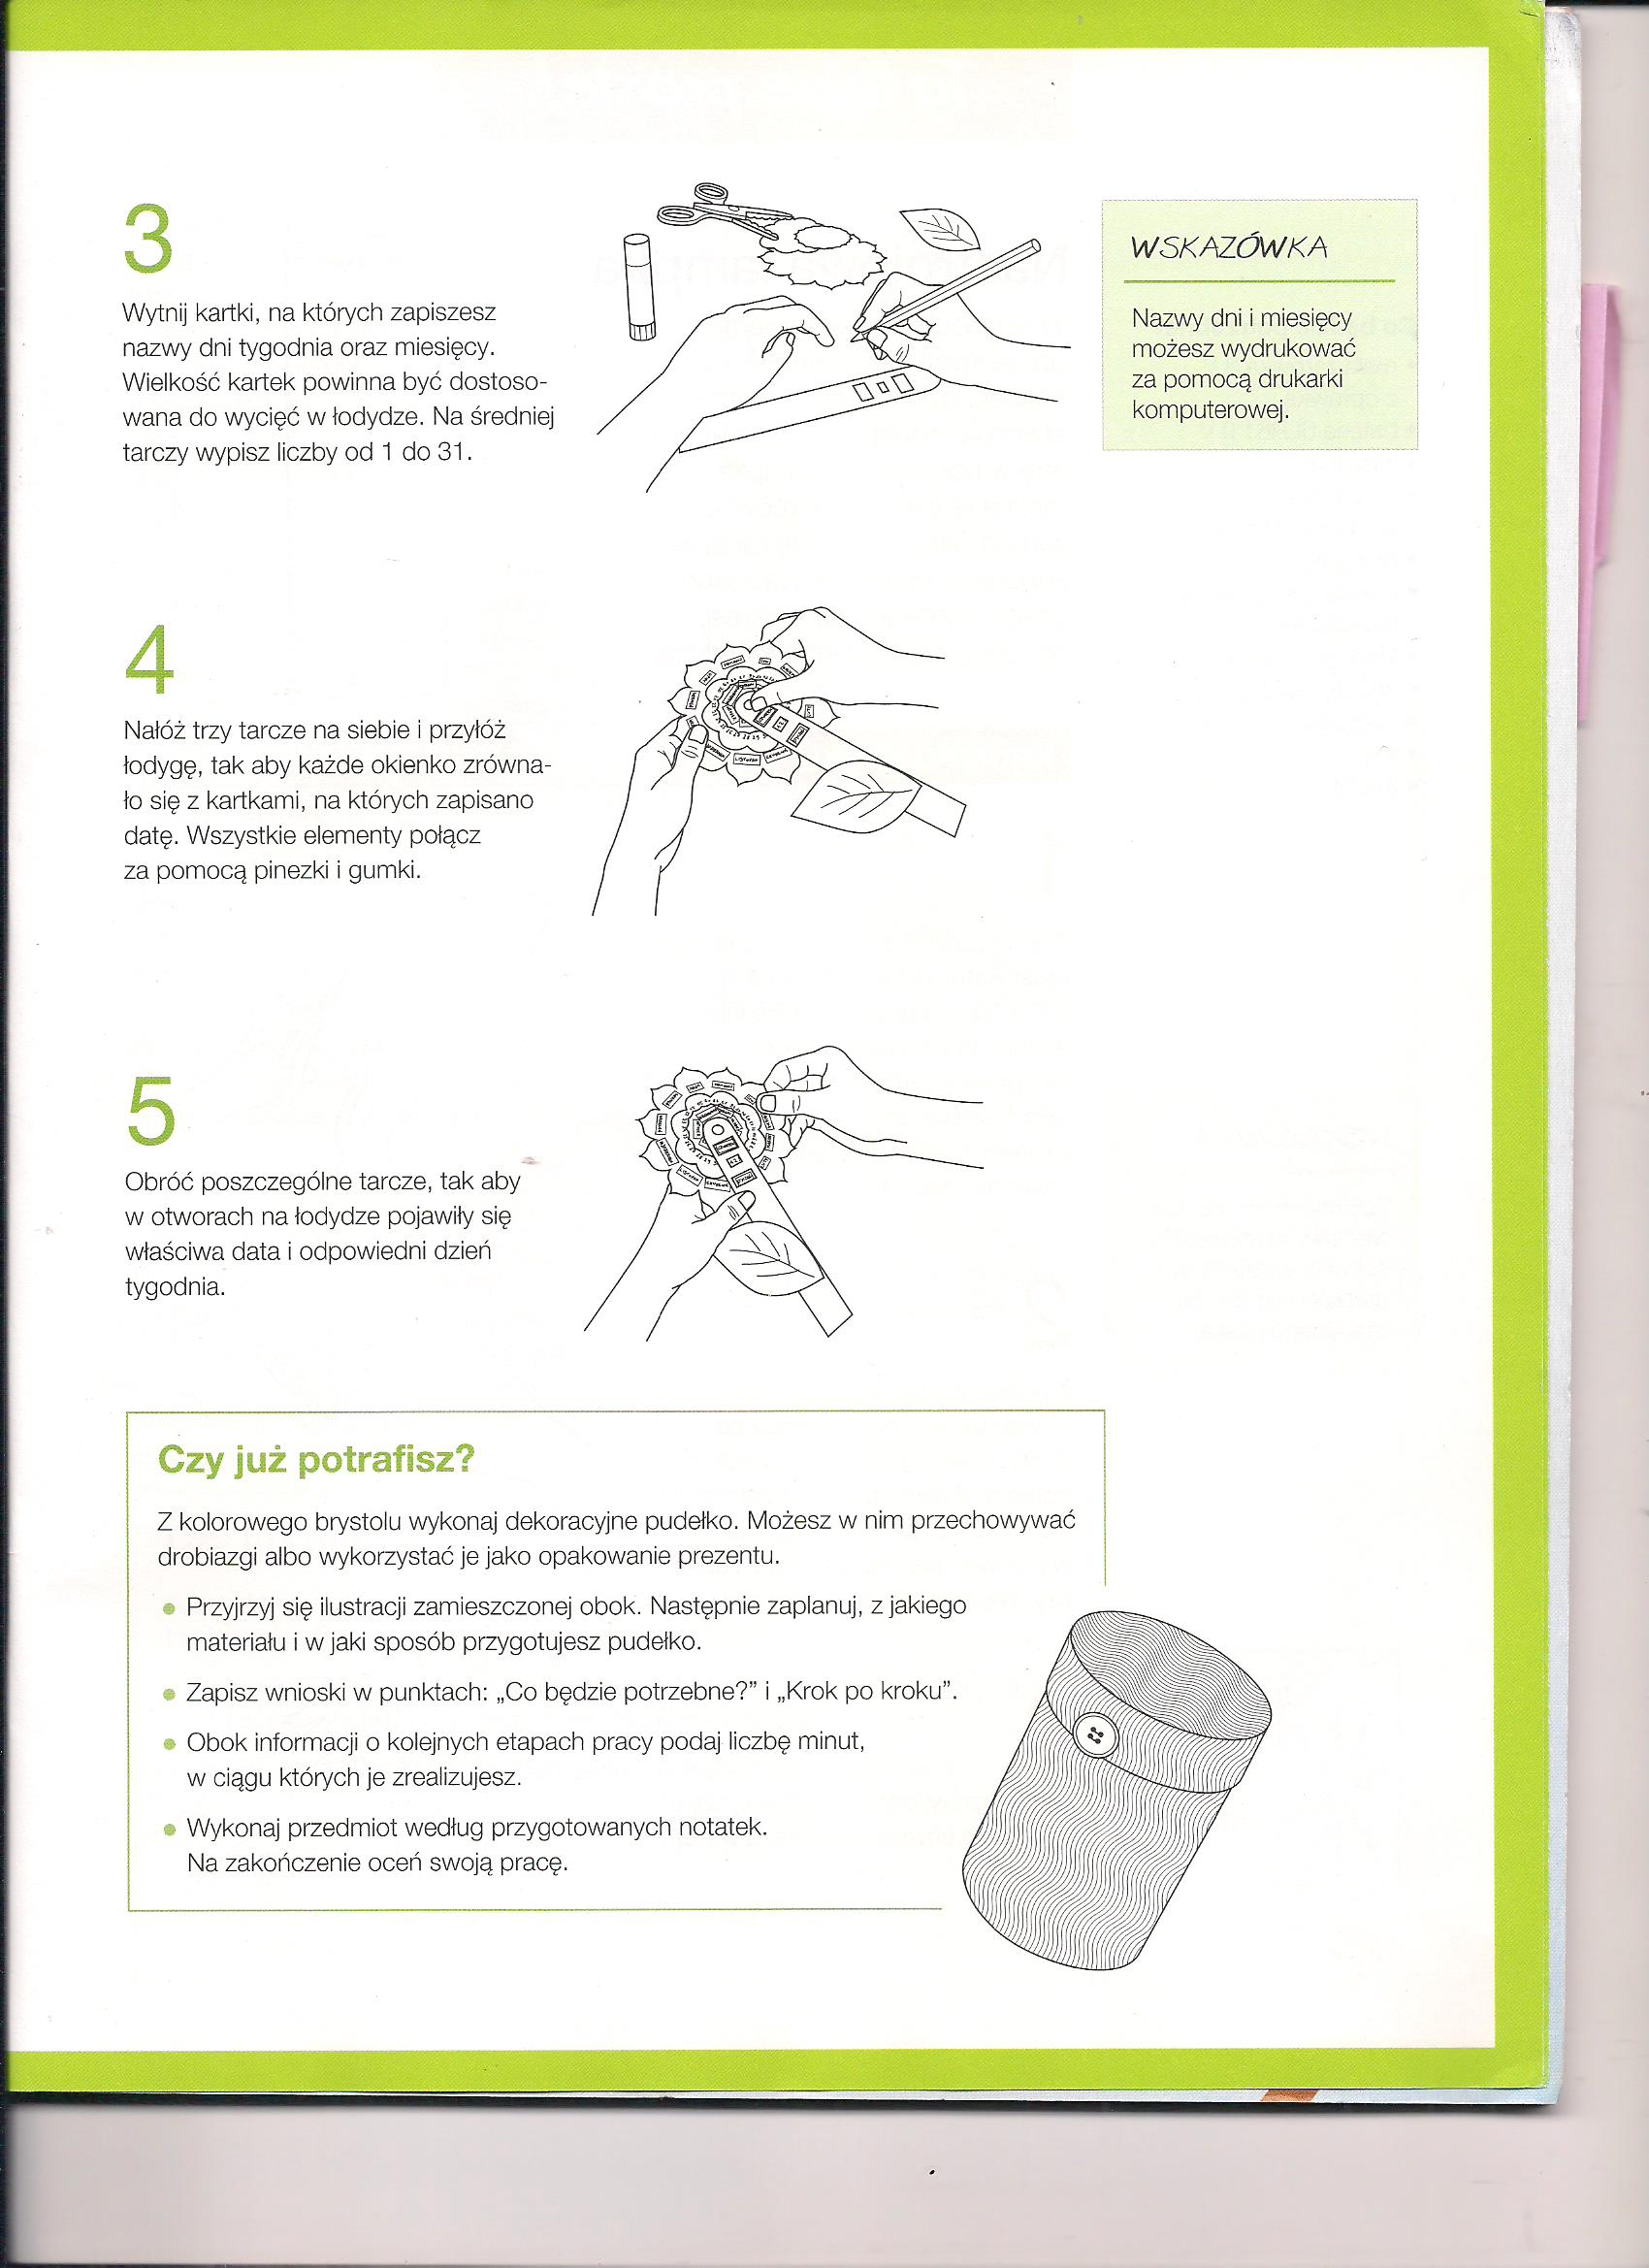 3
Wytnij kartki, na których zapiszesz
nazwy dni tygodnia oraz miesięcy.
Wielkość kartek powinna być dostoso-
wana do wycięć w łodydze. Na średniej
tarczy wypisz liczby od 1 do 31.
WSKAZÓWKA
Nazwy dni i miesięcy
możesz wydrukować
za pomocą drukarki
komputerowej.
4
Nałóż trzy tarcze na siebie i przyłóż
łodygę, tak aby każde okienko zrówna-
ło się z kartkami, na których zapisano
datę. Wszystkie elementy połącz
za pomocą pinezki i gumki.
5
Obróć poszczególne tarcze, tak aby
w otworach na łodydze pojawiły się
właściwa data i odpowiedni dzień
tygodnia.
Czy już potrafisz?
Z kolorowego brystolu wykonaj dekoracyjne pudełko. Możesz w nim przechowywać
drobiazgi albo wykorzystać je jako opakowanie prezentu.
• Przyjrzyj się ilustracji zamieszczonej obok. Następnie zaplanuj, z jakiego
materiału i w jaki sposób przygotujesz pudełko.
• Zapisz wnioski w punktach: „Co będzie potrzebne?” i „Krok po kroku”.
• Obok informacji o kolejnych etapach pracy podaj liczbę minut,
w ciągu których je zrealizujesz.
• Wykonaj przedmiot według przygotowanych notatek.
Na zakończenie oceń swoją pracę.